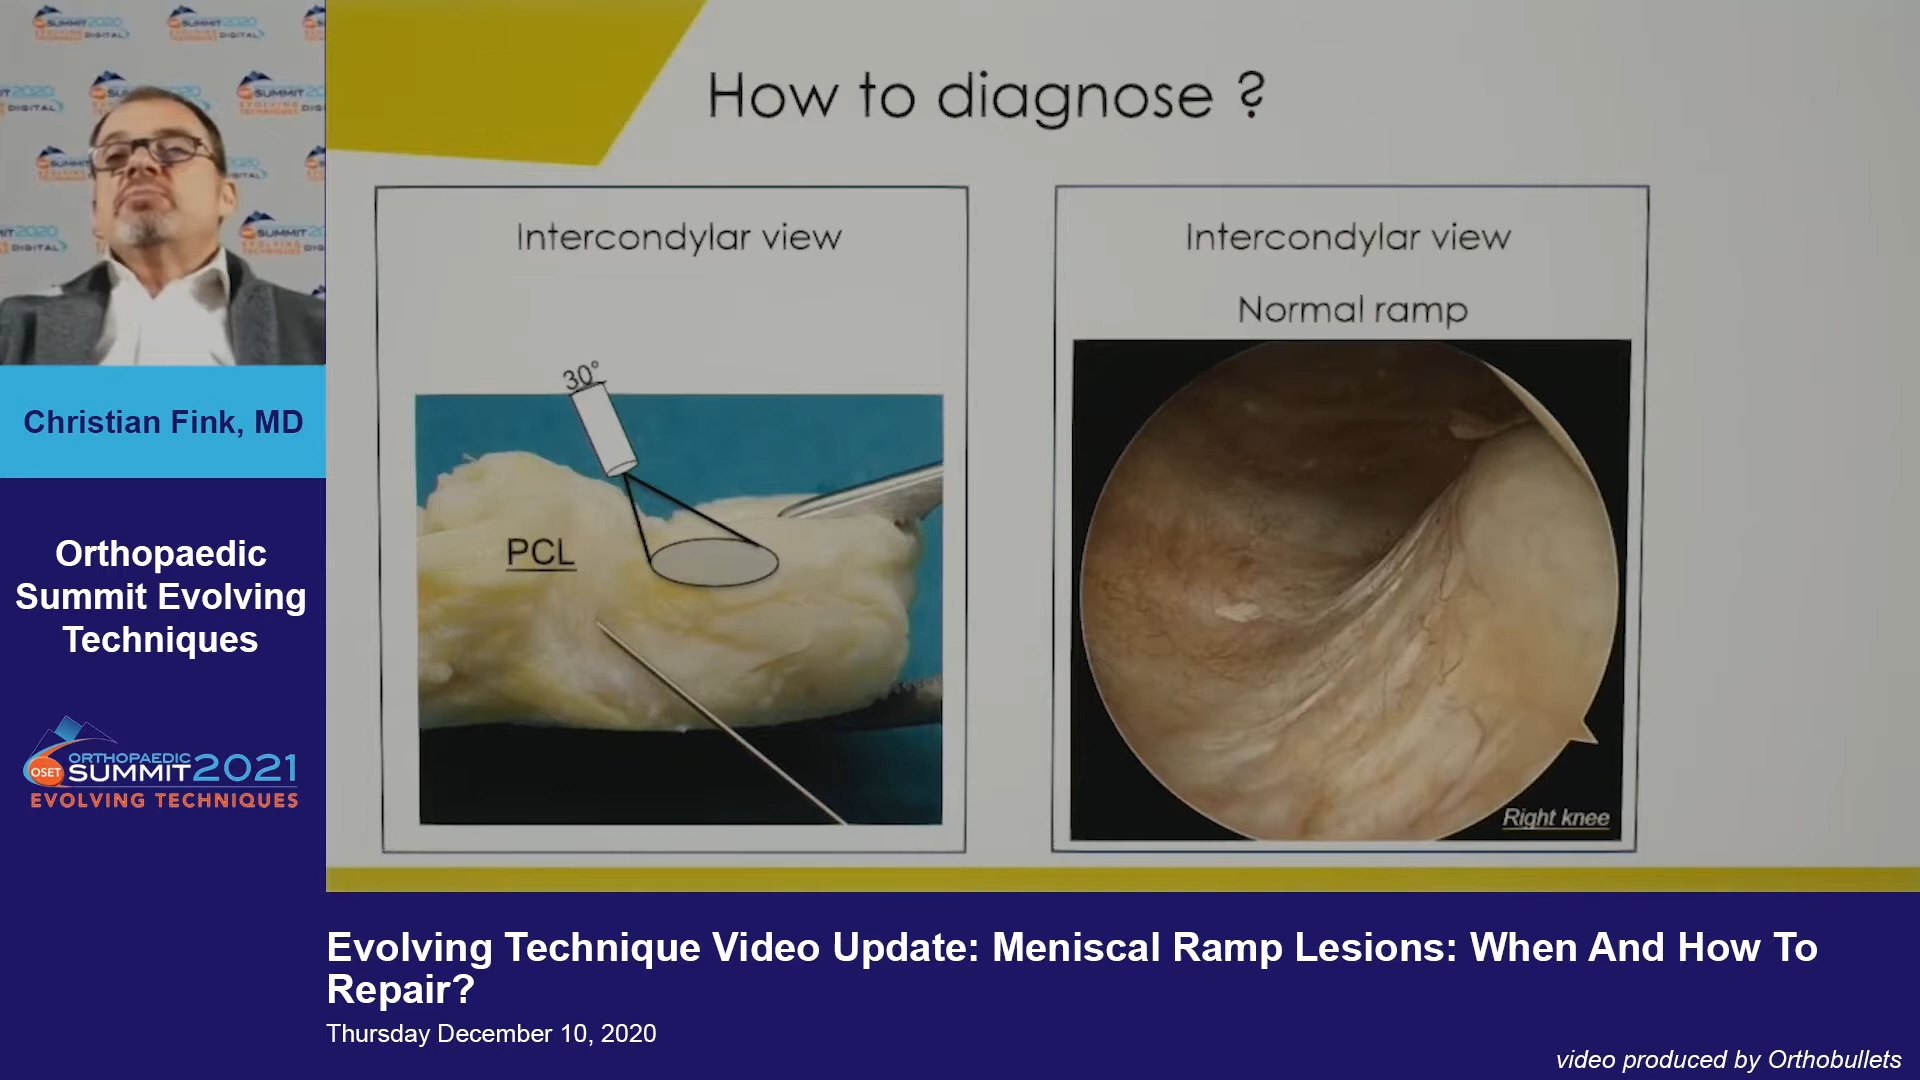 How to diagnose ?
Intercondylar view
30°
PCL
Intercondylar view
Normal ramp
Right knee
Christian Fink, MD
Orthopaedic
Summit Evolving
Techniques
OSET
ORTHOPAEDIC
SUMMIT 2021
EVOLVING TECHNIQUES
Evolving Technique Video Update: Meniscal Ramp Lesions: When And How To
Repair?
Thursday December 10, 2020
video produced by Orthobullets